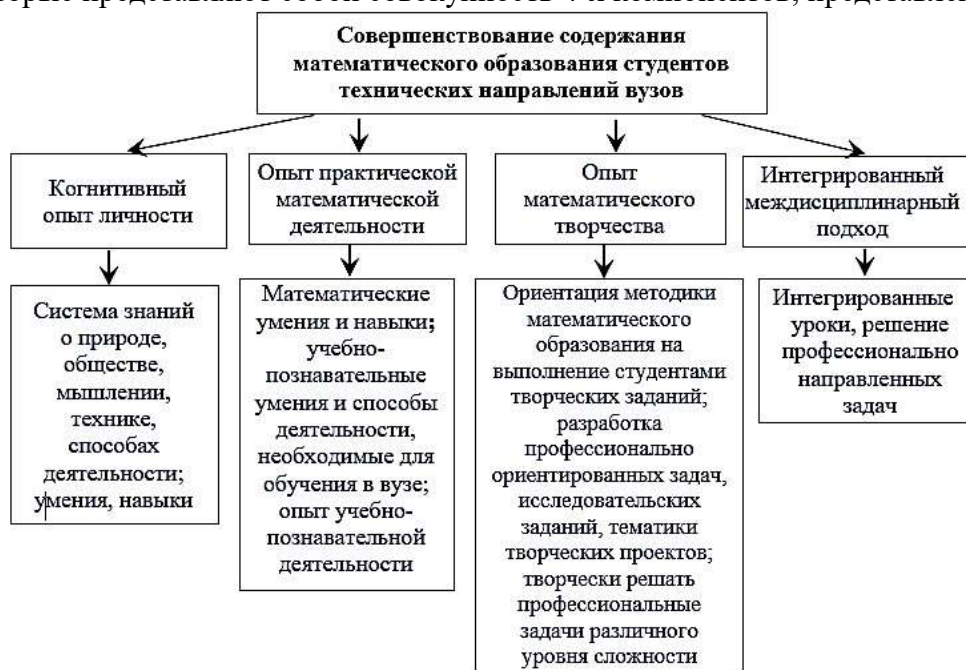 Совершенствование содержания
математического образования студентов
технических направлений вузов
Когнитивный
опыт личности
Опыт практической
математической
деятельности
Опыт
математического
творчества
Интегрированный
междисциплинарный
подход
Система знаний
о природе,
обществе,
мышлении,
технике,
способах
деятельности;
умения, навыки
Математические
умения и навыки;
учебно-
познавательные
умения и способы
деятельности,
необходимые для
обучения в вузе;
опыт учебно-
познавательной
деятельности
Ориентация методики
математического
образования на
выполнение студентами
творческих заданий;
разработка
профессионально
ориентированных задач,
исследовательских
заданий, тематики
творческих проектов;
творчески решать
профессиональные
задачи различного
уровня сложности
Интегрированные
уроки, решение
профессионально
направленных
задач